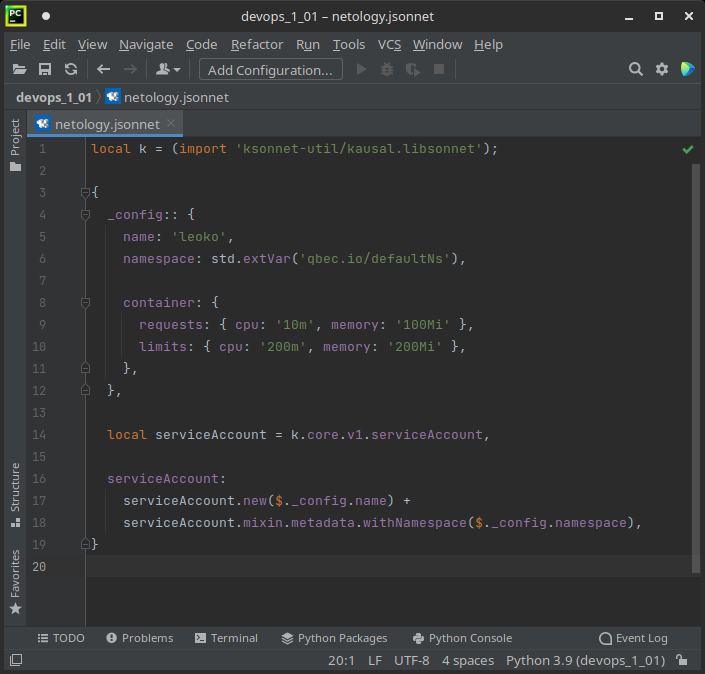 PC
devops_1_01 – netology.jsonnet
File Edit View Navigate Code Refactor Run Tools VCS Window Help
Add Configuration...
devops_1_01 netology.jsonnet
netology.jsonnet
Project
Structure
Favorites
1 local k = (import 'ksonnet-util/kausal.libsonnet');
2
3 {
4   _config:: {
5     name: 'leoko',
6     namespace: std.extVar('qbec.io/defaultNs'),
7
8     container: {
9       requests: { cpu: '10m', memory: '100Mi' },
10       limits: { cpu: '200m', memory: '200Mi' },
11     },
12   },
13
14   local serviceAccount = k.core.v1.serviceAccount,
15
16   serviceAccount:
17     serviceAccount.new($._config.name) +
18     serviceAccount.mixin.metadata.withNamespace($._config.namespace),
19 }
20
TODO Problems Terminal Python Packages Python Console Event Log
20:1 LF UTF-8 4 spaces Python 3.9 (devops_1_01)